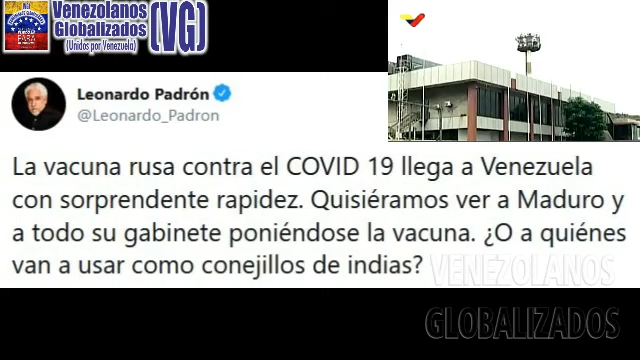 Venezolanos
Globalizados
(Unidos por Venezuela)
(VG)
Leonardo Padrón
@Leonardo_Padron
La vacuna rusa contra el COVID 19 llega a Venezuela
con sorprendente rapidez. Quisiéramos ver a Maduro y
a todo su gabinete poniéndose la vacuna. ¿O a quiénes
van a usar como conejillos de indias?
VENEZOLANOS
GLOBALIZADOS